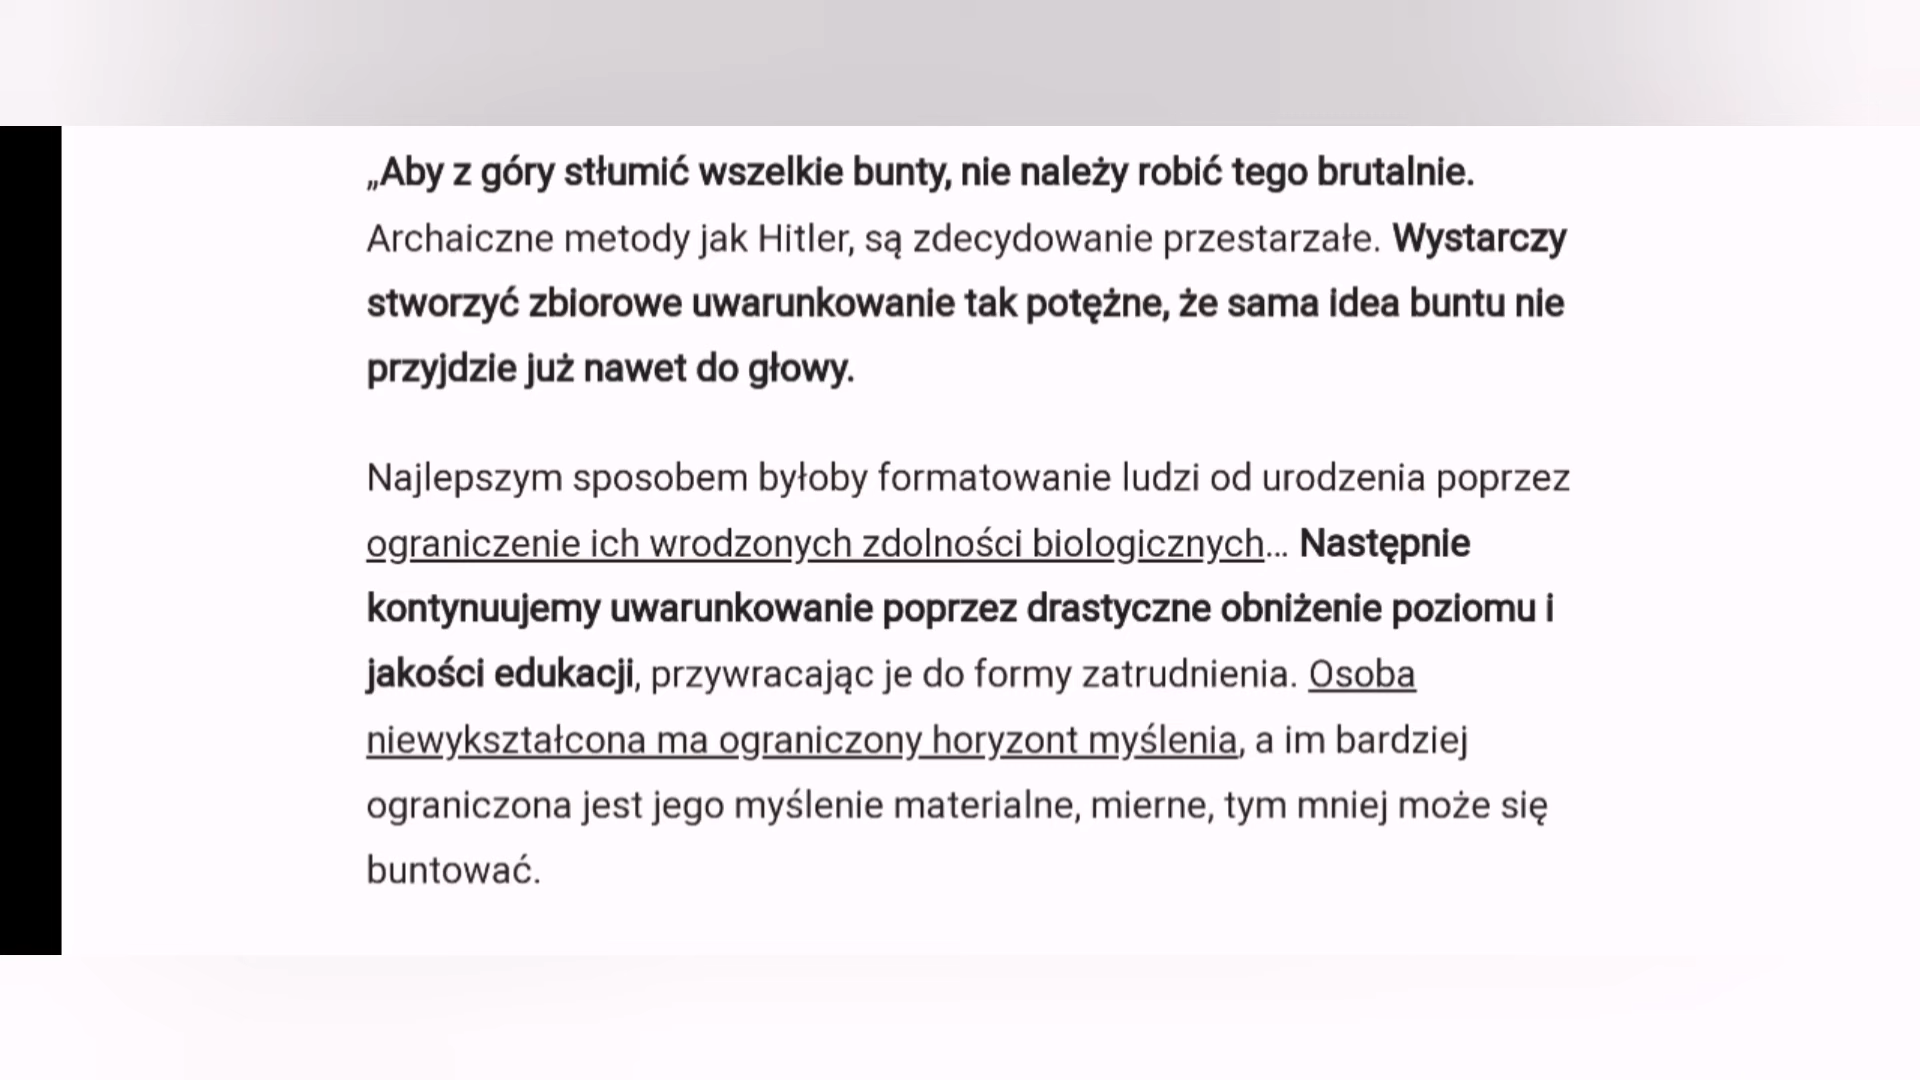 „Aby z góry stłumić wszelkie bunty, nie należy robić tego brutalnie.
Archaiczne metody jak Hitler, są zdecydowanie przestarzałe. Wystarczy
stworzyć zbiorowe uwarunkowanie tak potężne, że sama idea buntu nie
przyjdzie już nawet do głowy.
Najlepszym sposobem byłoby formatowanie ludzi od urodzenia poprzez
ograniczenie ich wrodzonych zdolności biologicznych... Następnie
kontynuujemy uwarunkowanie poprzez drastyczne obniżenie poziomu i
jakości edukacji, przywracając je do formy zatrudnienia. Osoba
niewykształcona ma ograniczony horyzont myślenia, a im bardziej
ograniczona jest jego myślenie materialne, mierne, tym mniej może się
buntować.